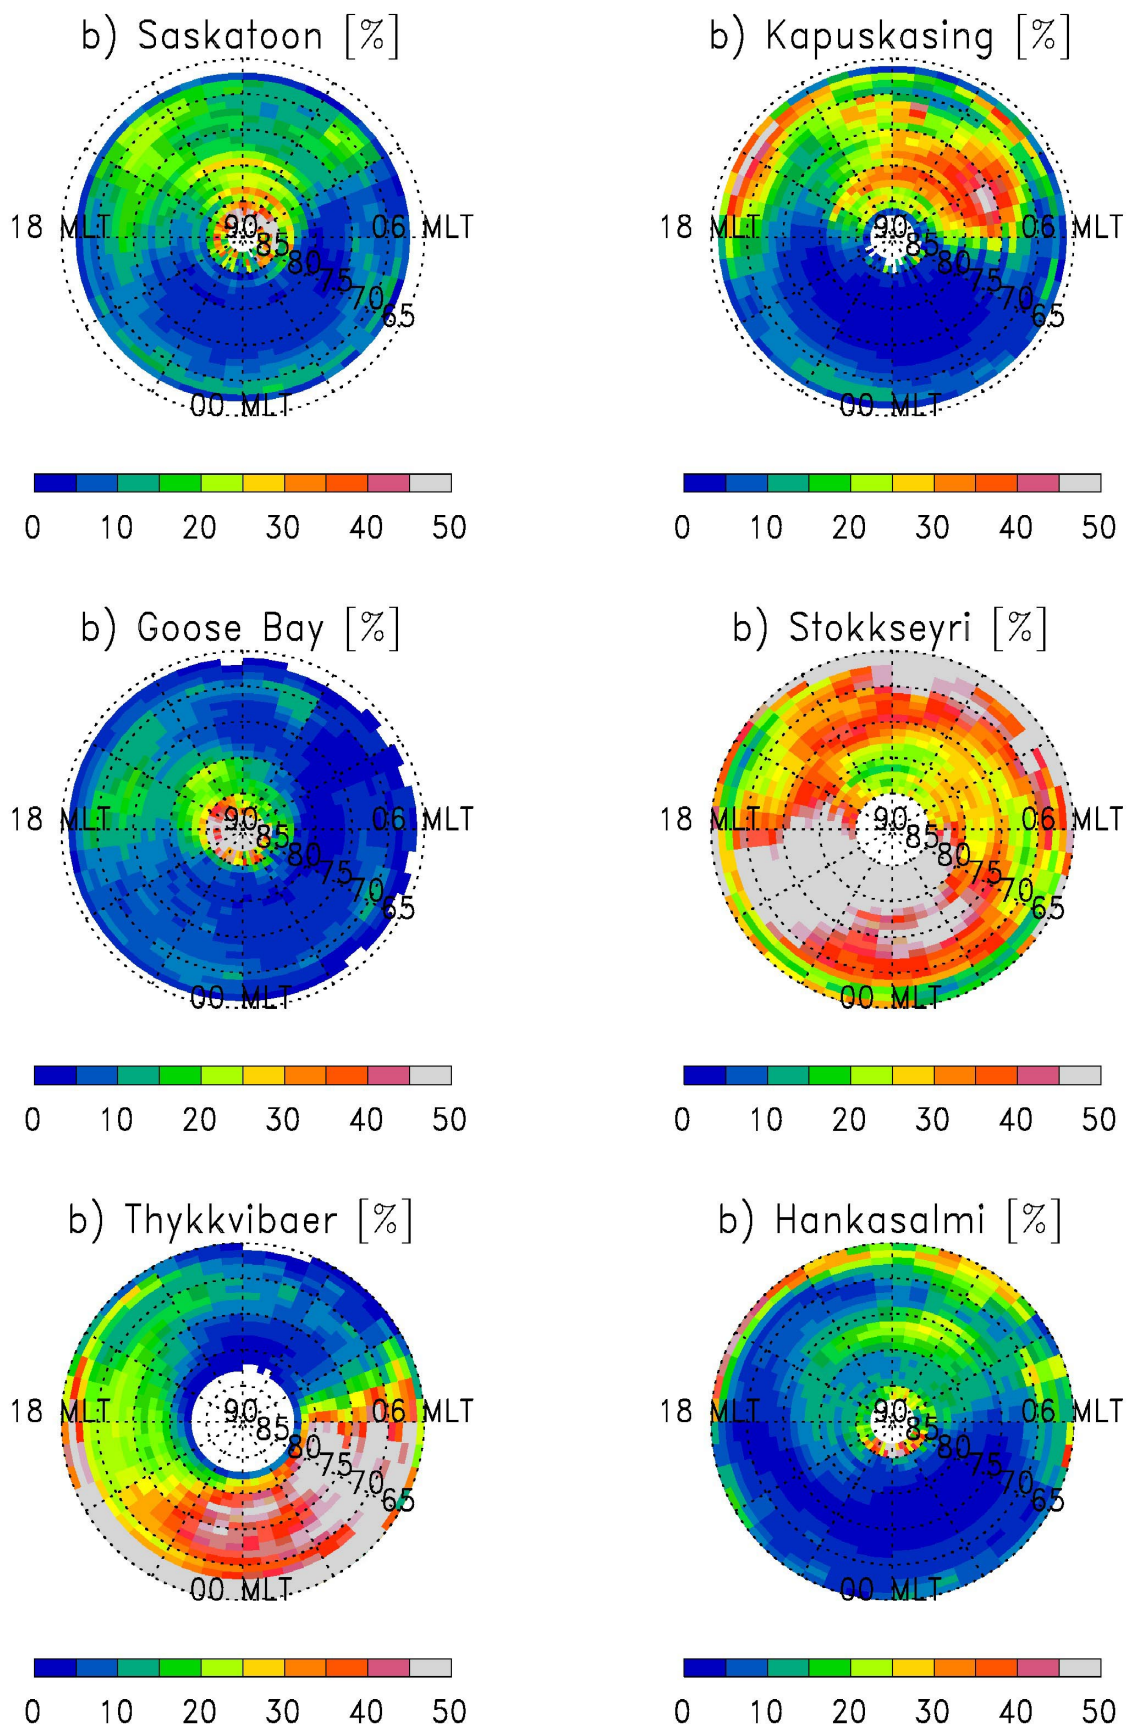 b) Saskatoon [%]
b) Kapuskasing [%]
18 MLT
90
06 MLT
85
80
75
70
65
00 MLT
18 MLT
90
06 MLT
85
80
75
70
65
00 MLT
0 10 20 30 40 50
0 10 20 30 40 50
b) Goose Bay [%]
b) Stokkseyri [%]
18 MLT
90
06 MLT
85
80
75
70
65
00 MLT
18 MLT
90
06 MLT
85
80
75
70
65
00 MLT
0 10 20 30 40 50
0 10 20 30 40 50
b) Thykkvibaer [%]
b) Hankasalmi [%]
18 MLT
90
06 MLT
85
80
75
70
65
00 MLT
18 MLT
90
06 MLT
85
80
75
70
65
00 MLT
0 10 20 30 40 50
0 10 20 30 40 50